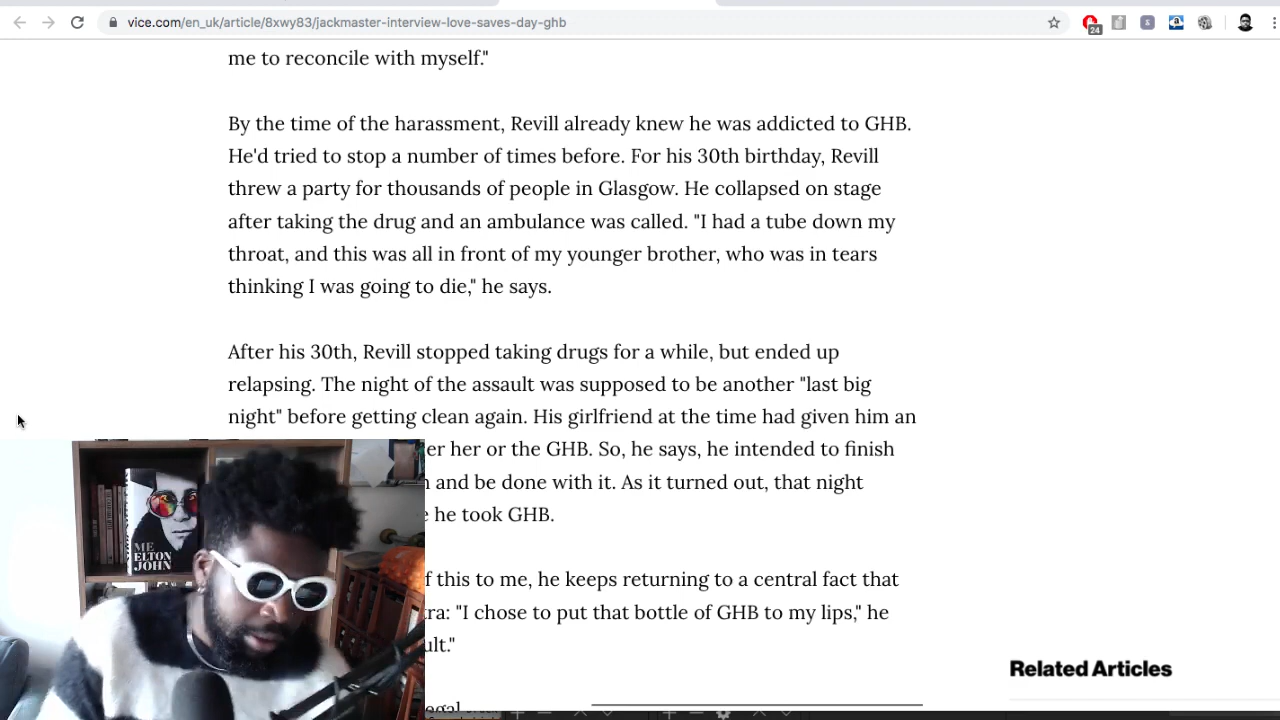 vice.com/en_uk/article/8xwy83/jackmaster-interview-love-saves-day-ghb
24
me to reconcile with myself."
By the time of the harassment, Revill already knew he was addicted to GHB.
He'd tried to stop a number of times before. For his 30th birthday, Revill
threw a party for thousands of people in Glasgow. He collapsed on stage
after taking the drug and an ambulance was called. "I had a tube down my
throat, and this was all in front of my younger brother, who was in tears
thinking I was going to die," he says.
After his 30th, Revill stopped taking drugs for a while, but ended up
relapsing. The night of the assault was supposed to be another "last big
night" before getting clean again. His girlfriend at the time had given him an
er her or the GHB. So, he says, he intended to finish
and be done with it. As it turned out, that night
e he took GHB.
f this to me, he keeps returning to a central fact that
tra: "I chose to put that bottle of GHB to my lips," he
ult."
egal
Related Articles
ME
ELTON
JOHN